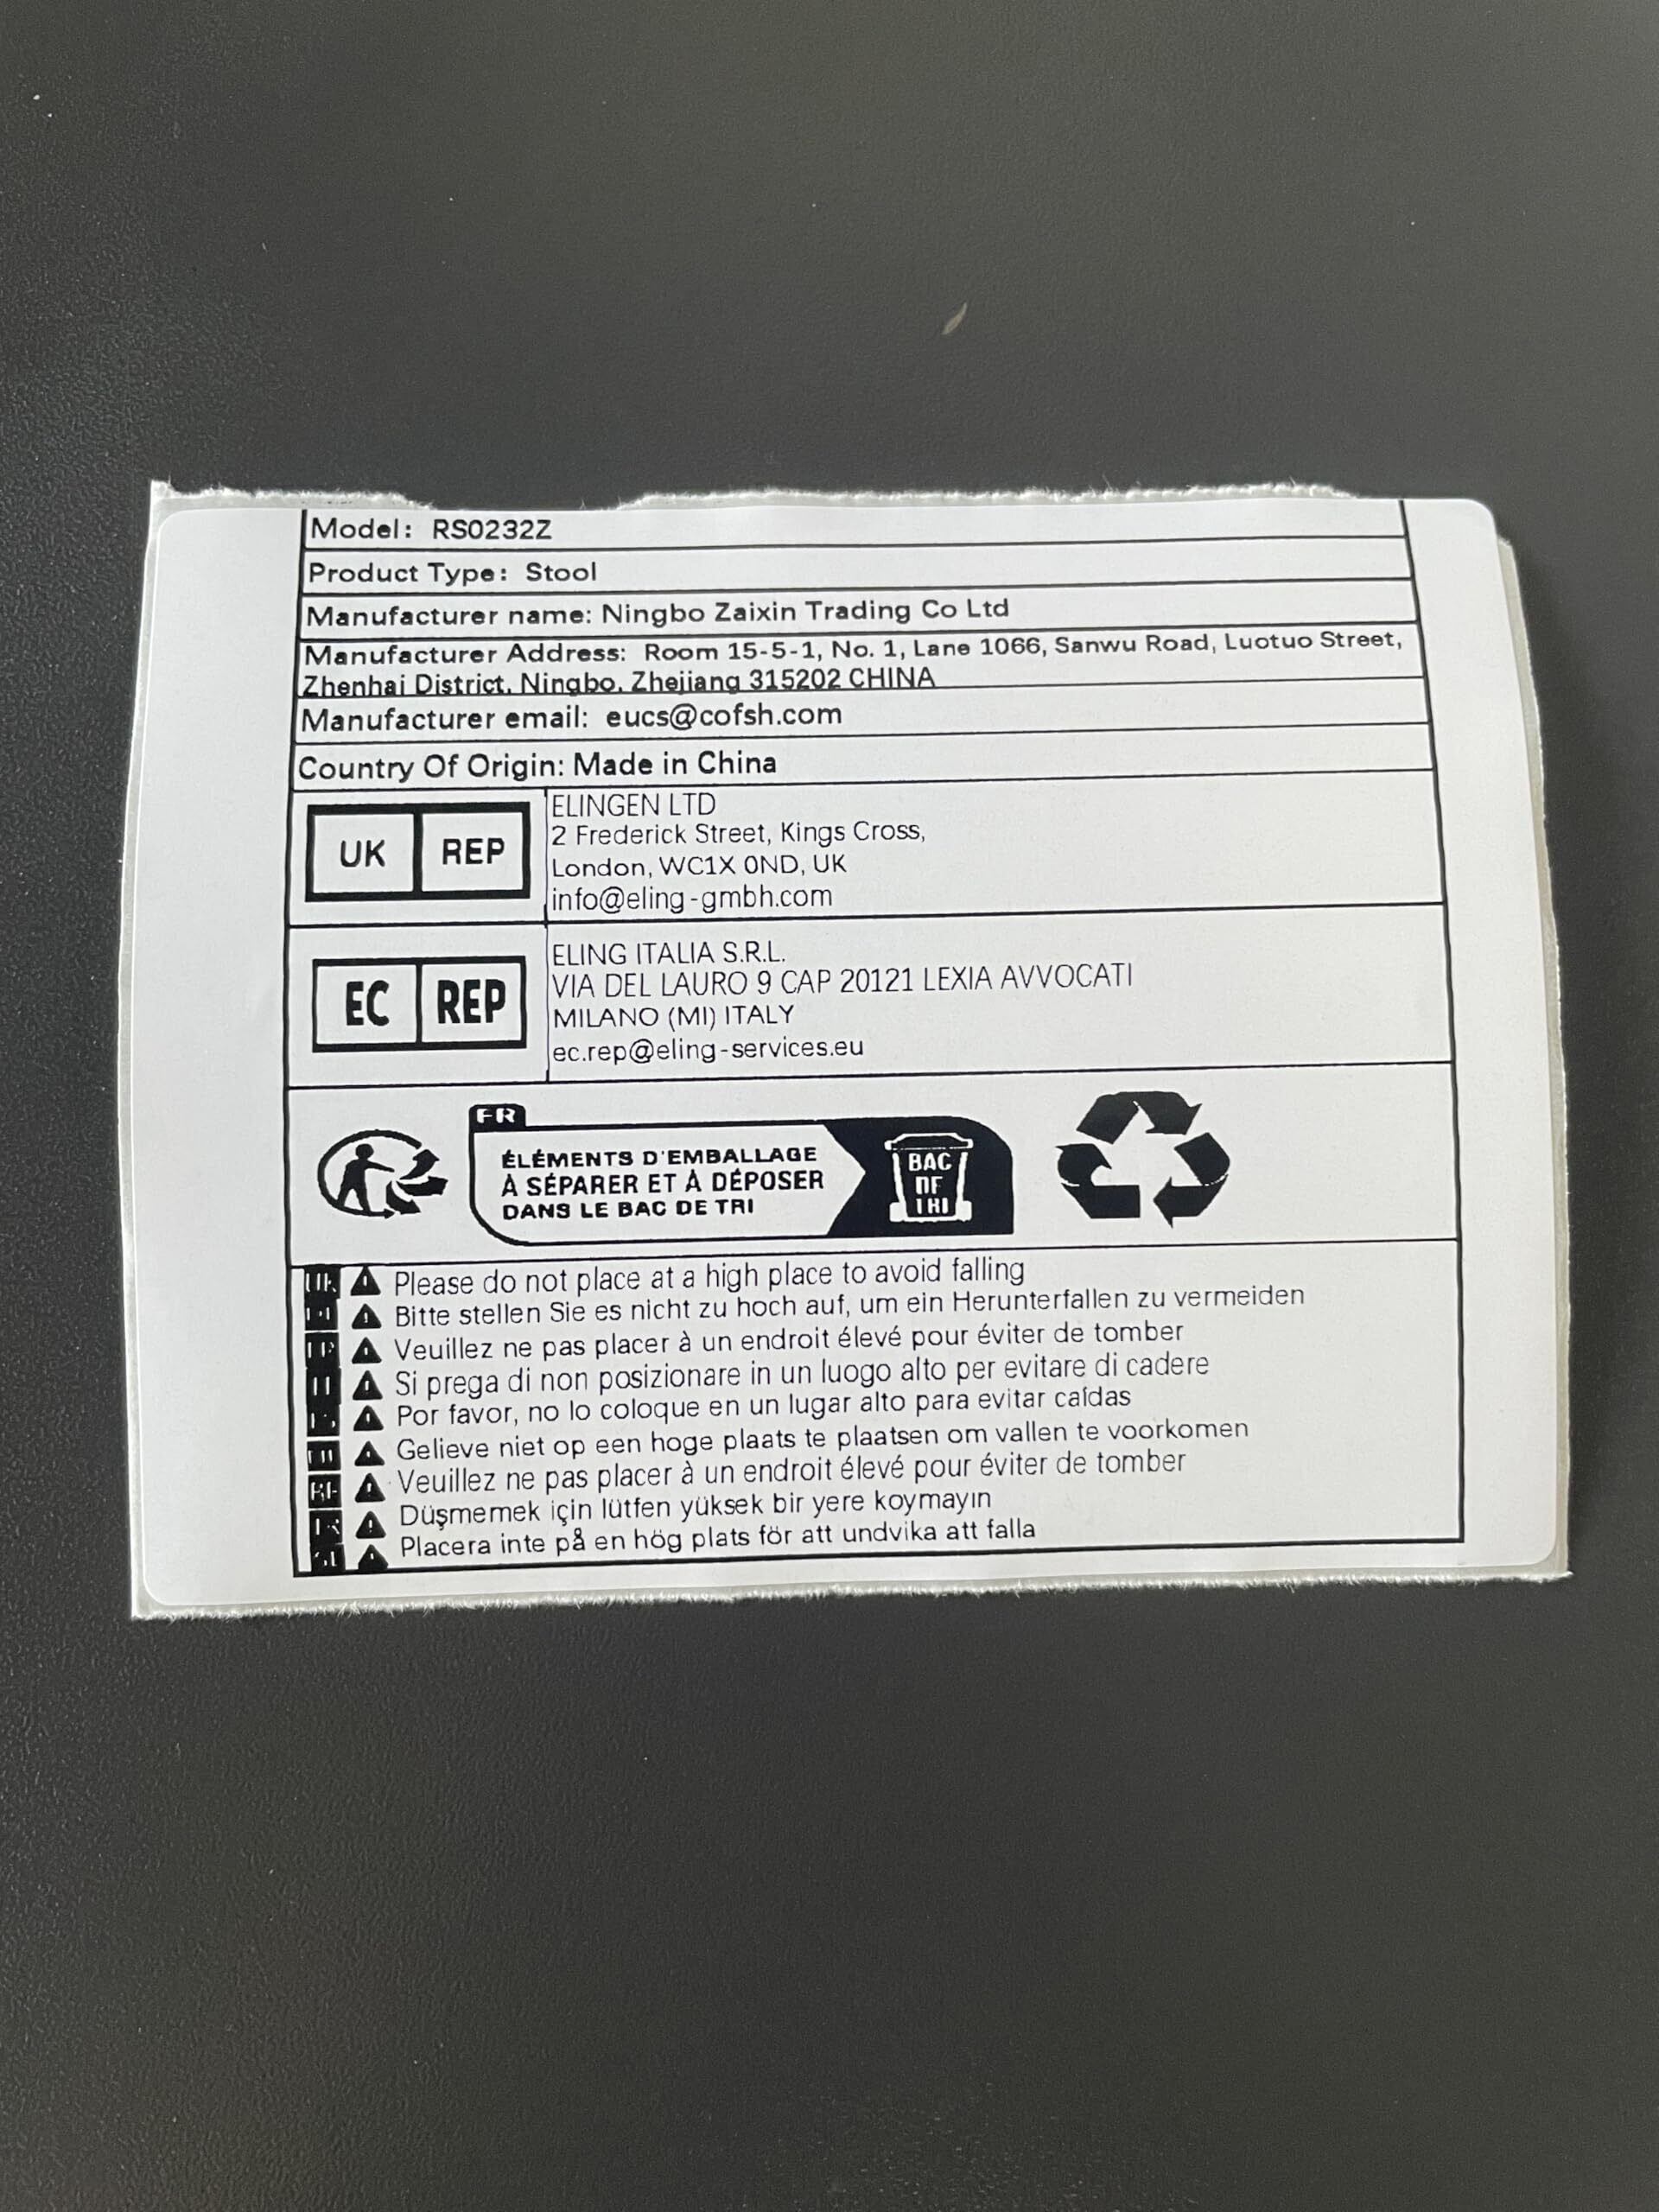 Model: RS0232Z
Product Type: Stool
Manufacturer name: Ningbo Zaixin Trading Co Ltd
Manufacturer Address: Room 15-5-1, No. 1, Lane 1066, Sanwu Road, Luotuo Street,
Zhenhai District, Ningbo, Zhejiang 315202 CHINA
Manufacturer email: eucs@cofsh.com
Country Of Origin: Made in China
UK REP
ELINGEN LTD
2 Frederick Street, Kings Cross,
London, WC1X 0ND, UK
info@eling-gmbh.com
EC REP
ELING ITALIA S.R.L.
VIA DEL LAURO 9 CAP 20121 LEXIA AVVOCATI
MILANO (MI) ITALY
ec.rep@eling-services.eu
FR
ÉLÉMENTS D'EMBALLAGE
À SÉPARER ET À DÉPOSER
DANS LE BAC DE TRI
BAC
DE
TRI
UK Please do not place at a high place to avoid falling
Bitte stellen Sie es nicht zu hoch auf, um ein Herunterfallen zu vermeiden
Veuillez ne pas placer à un endroit élevé pour éviter de tomber
Si prega di non posizionare in un luogo alto per evitare di cadere
Por favor, no lo coloque en un lugar alto para evitar caídas
Gelieve niet op een hoge plaats te plaatsen om vallen te voorkomen
Veuillez ne pas placer à un endroit élevé pour éviter de tomber
Düşmemek için lütfen yüksek bir yere koymayın
Placera inte på en hög plats för att undvika att falla